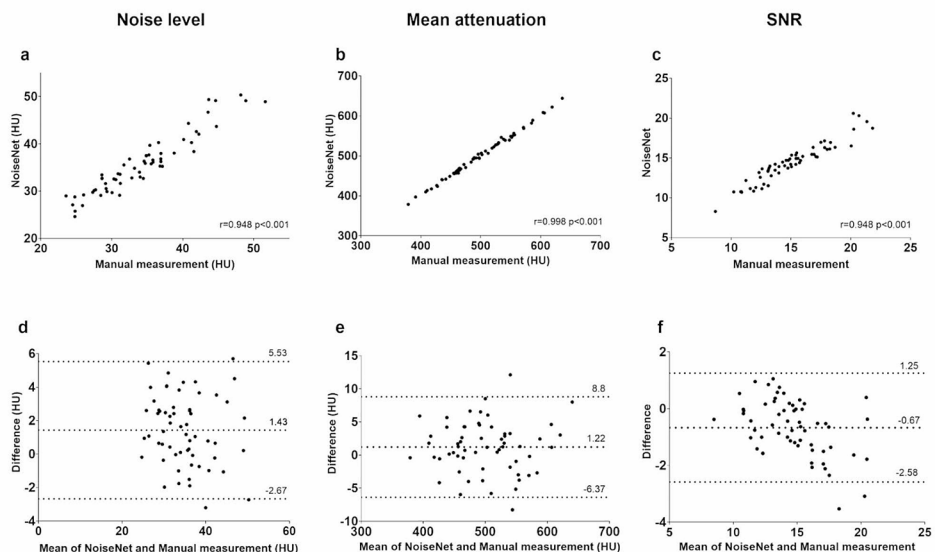 Noise level
Mean attenuation
SNR
a
NoiseNet (HU)
50
40
30
20
20
30
40
50
Manual measurement (HU)
r=0.948 p<0.001
b
NoiseNet (HU)
700
600
500
400
300
300
400
500
600
700
Manual measurement (HU)
r=0.998 p<0.001
c
NoiseNet
25
20
15
10
5
5
10
15
20
25
Manual measurement
r=0.948 p<0.001
d
Difference (HU)
6
4
2
0
-2
-4
0
20
40
60
5.53
1.43
-2.67
Mean of NoiseNet and Manual measurement (HU)
e
Difference (HU)
15
10
5
0
-5
-10
300
400
500
600
700
8.8
1.22
-6.37
Mean of NoiseNet and Manual measurement (HU)
f
Difference
2
0
-2
-4
5
10
15
20
25
1.25
-0.67
-2.58
Mean of NoiseNet and Manual measurement